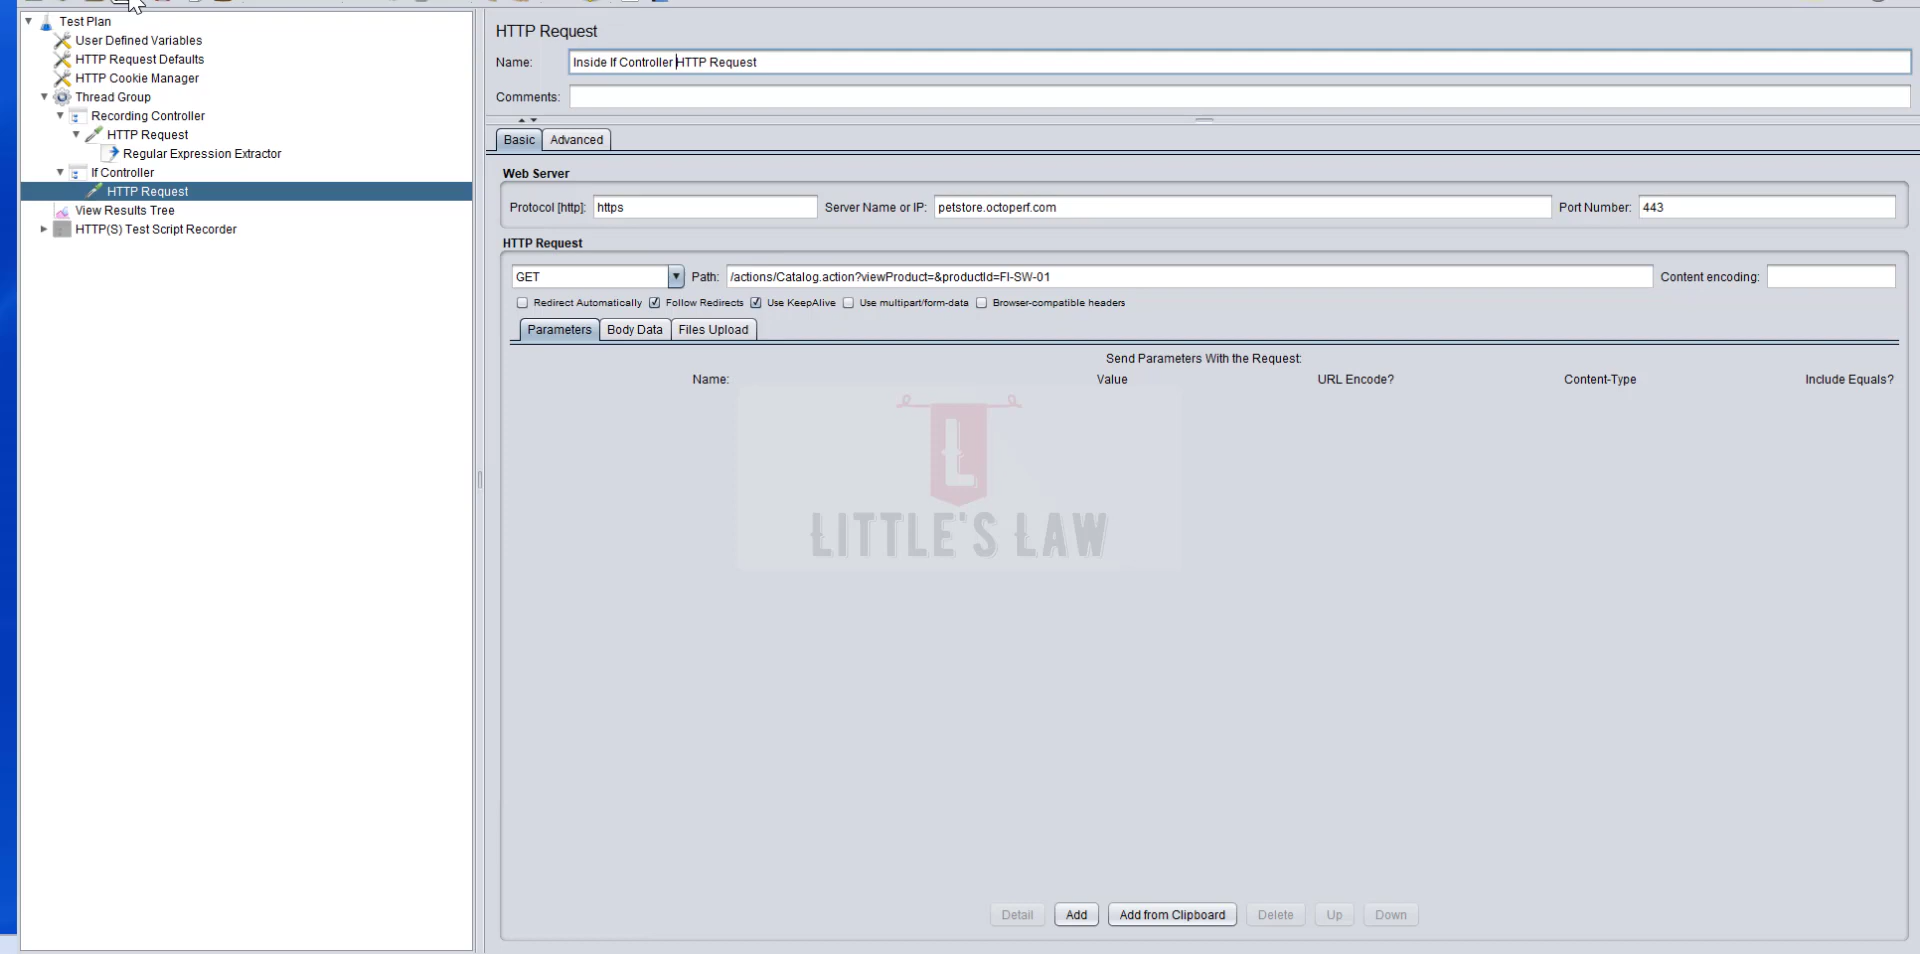 Test Plan
User Defined Variables
HTTP Request Defaults
HTTP Cookie Manager
Thread Group
Recording Controller
HTTP Request
Regular Expression Extractor
If Controller
HTTP Request
View Results Tree
HTTP(S) Test Script Recorder
HTTP Request
Name: Inside If Controller HTTP Request
Comments:
Basic Advanced
Web Server
Protocol [http]: https Server Name or IP: petstore.octoperf.com Port Number: 443
HTTP Request
GET Path: /actions/Catalog.action?viewProduct=&productId=FI-SW-01 Content encoding:
Redirect Automatically Follow Redirects Use KeepAlive Use multipart/form-data Browser-compatible headers
Parameters Body Data Files Upload
Send Parameters With the Request:
Name: Value URL Encode? Content-Type Include Equals?
L
LITTLE'S LAW
Detail Add Add from Clipboard Delete Up Down